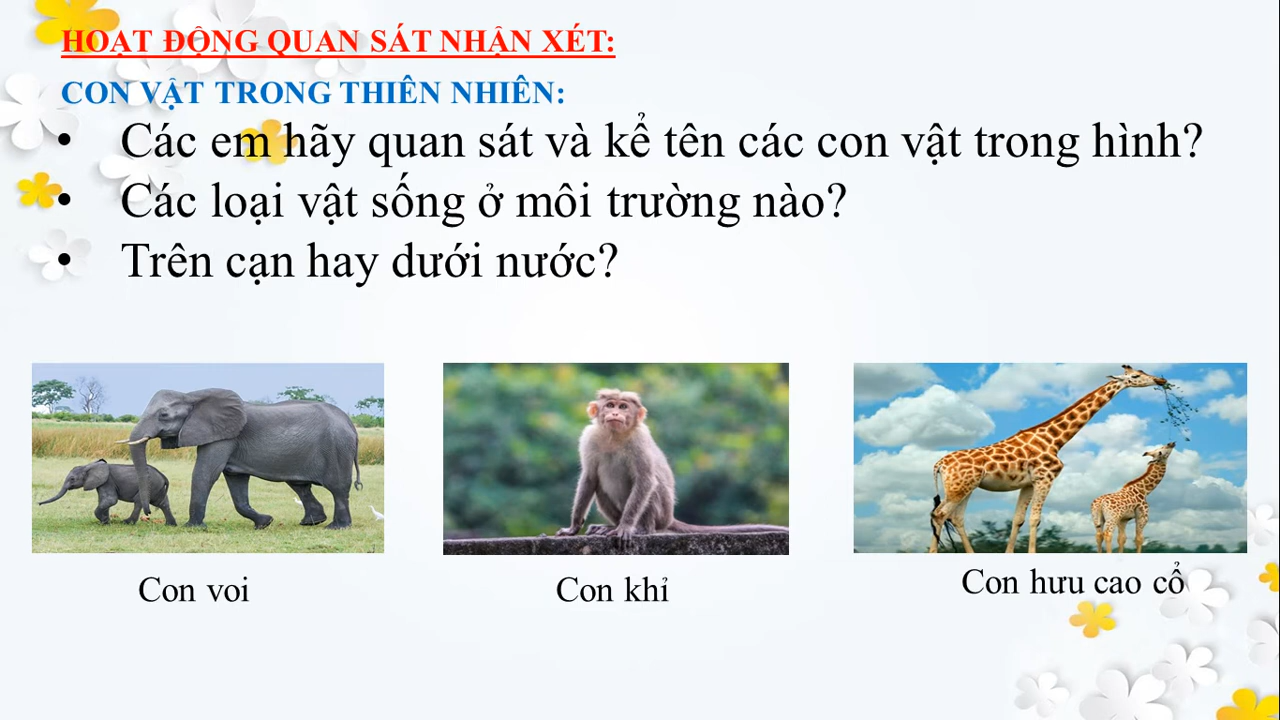 HOẠT ĐỘNG QUAN SÁT NHẬN XÉT:
CON VẬT TRONG THIÊN NHIÊN:
• Các em hãy quan sát và kể tên các con vật trong hình?
• Các loại vật sống ở môi trường nào?
• Trên cạn hay dưới nước?
Con voi
Con khỉ
Con hưu cao cổ